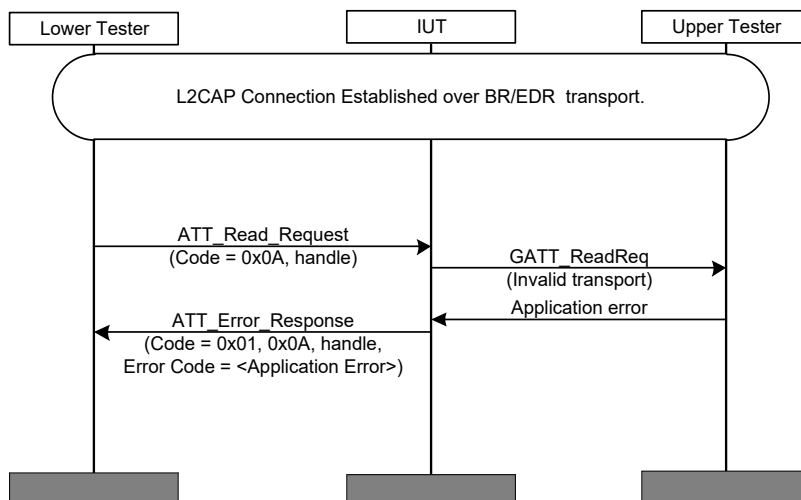 Lower Tester
IUT
Upper Tester
L2CAP Connection Established over BR/EDR transport.
ATT_Read_Request
(Code = 0x0A, handle)
GATT_ReadReq
(Invalid transport)
Application error
ATT_Error_Response
(Code = 0x01, 0x0A, handle,
Error Code = <Application Error>)